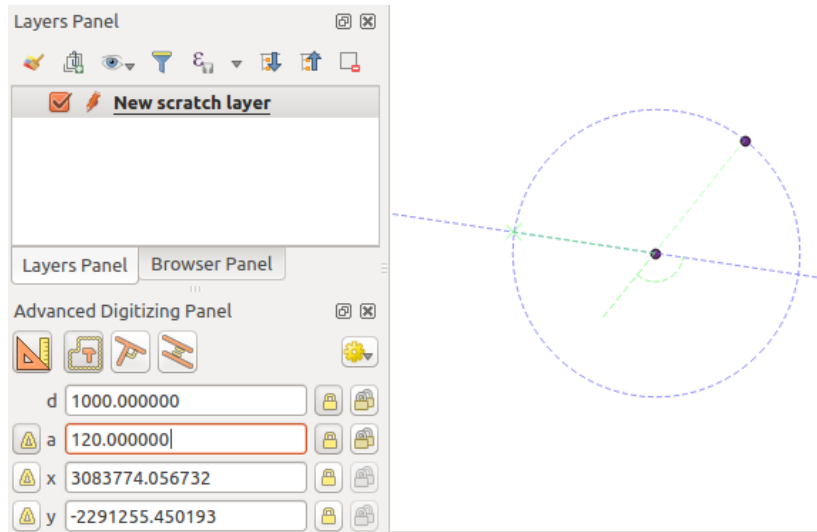 Layers Panel
New scratch layer
Layers Panel Browser Panel
Advanced Digitizing Panel
d 1000.000000
a 120.000000
x 3083774.056732
y -2291255.450193